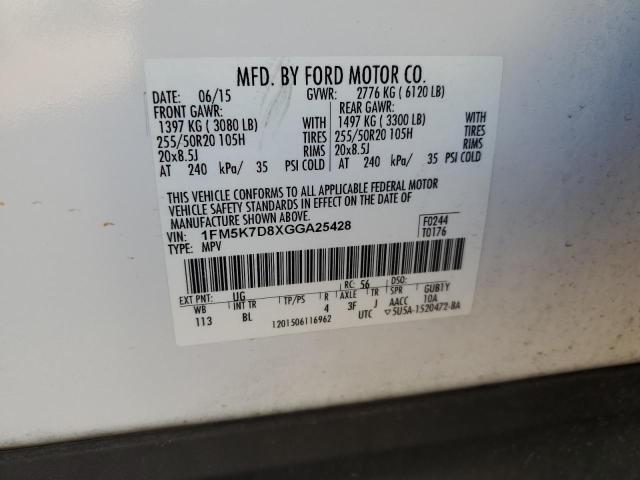 MFD. BY FORD MOTOR CO.
DATE: 06/15 GVWR: 2776 KG ( 6120 LB)
FRONT GAWR: REAR GAWR:
1397 KG ( 3080 LB) 1497 KG ( 3300 LB)
255/50R20 105H TIRES 255/50R20 105H TIRES
20x8.5J RIMS 20x8.5J RIMS
AT 240 kPa/ 35 PSI COLD AT 240 kPa/ 35 PSI COLD
THIS VEHICLE CONFORMS TO ALL APPLICABLE FEDERAL MOTOR
VEHICLE SAFETY STANDARDS IN EFFECT ON THE DATE OF
MANUFACTURE SHOWN ABOVE.
VIN: 1FM5K7D8XGGA25428 F0244
TYPE: MPV T0176
EXT PNT: UG RC: 56 DSO:
WB INT TR TP/PS R AXLE TR SPR GUB1Y
113 BL 4 3F J AACC 10A
1201506116962 UTC ▽5U5A-1520472-BA